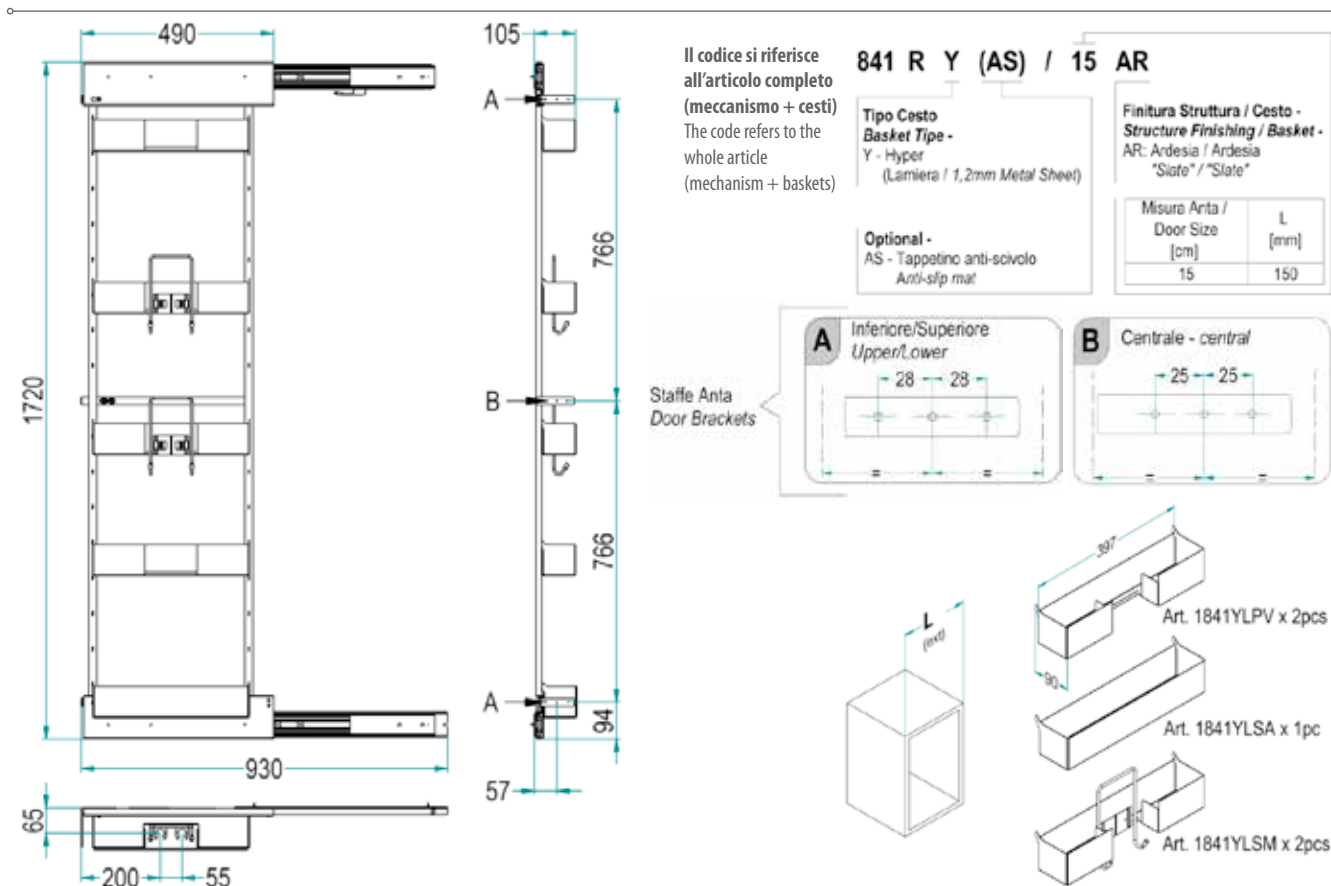 490
105
1720
A
B
A
766
766
94
57
930
65
200
55
Il codice si riferisce
all'articolo completo
(meccanismo + cesti)
The code refers to the
whole article
(mechanism + baskets)
841 R Y (AS) / 15 AR
Tipo Cesto
Basket Tipe -
Y - Hyper
(Lamiera / 1,2mm Metal Sheet)
Optional -
AS - Tappetino anti-scivolo
Anti-slip mat
Finitura Struttura / Cesto -
Structure Finishing / Basket -
AR: Ardesia / Ardesia
"Slate" / "Slate"
Misura Anta /
Door Size
[cm]
L
[mm]
15
150
Staffe Anta
Door Brackets
A
Inferiore/Superiore
Upper/Lower
28
28
=
=
B
Centrale - central
25
25
=
=
L
(ext)
397
90
Art. 1841YLPV x 2pcs
Art. 1841YLSA x 1pc
Art. 1841YLSM x 2pcs